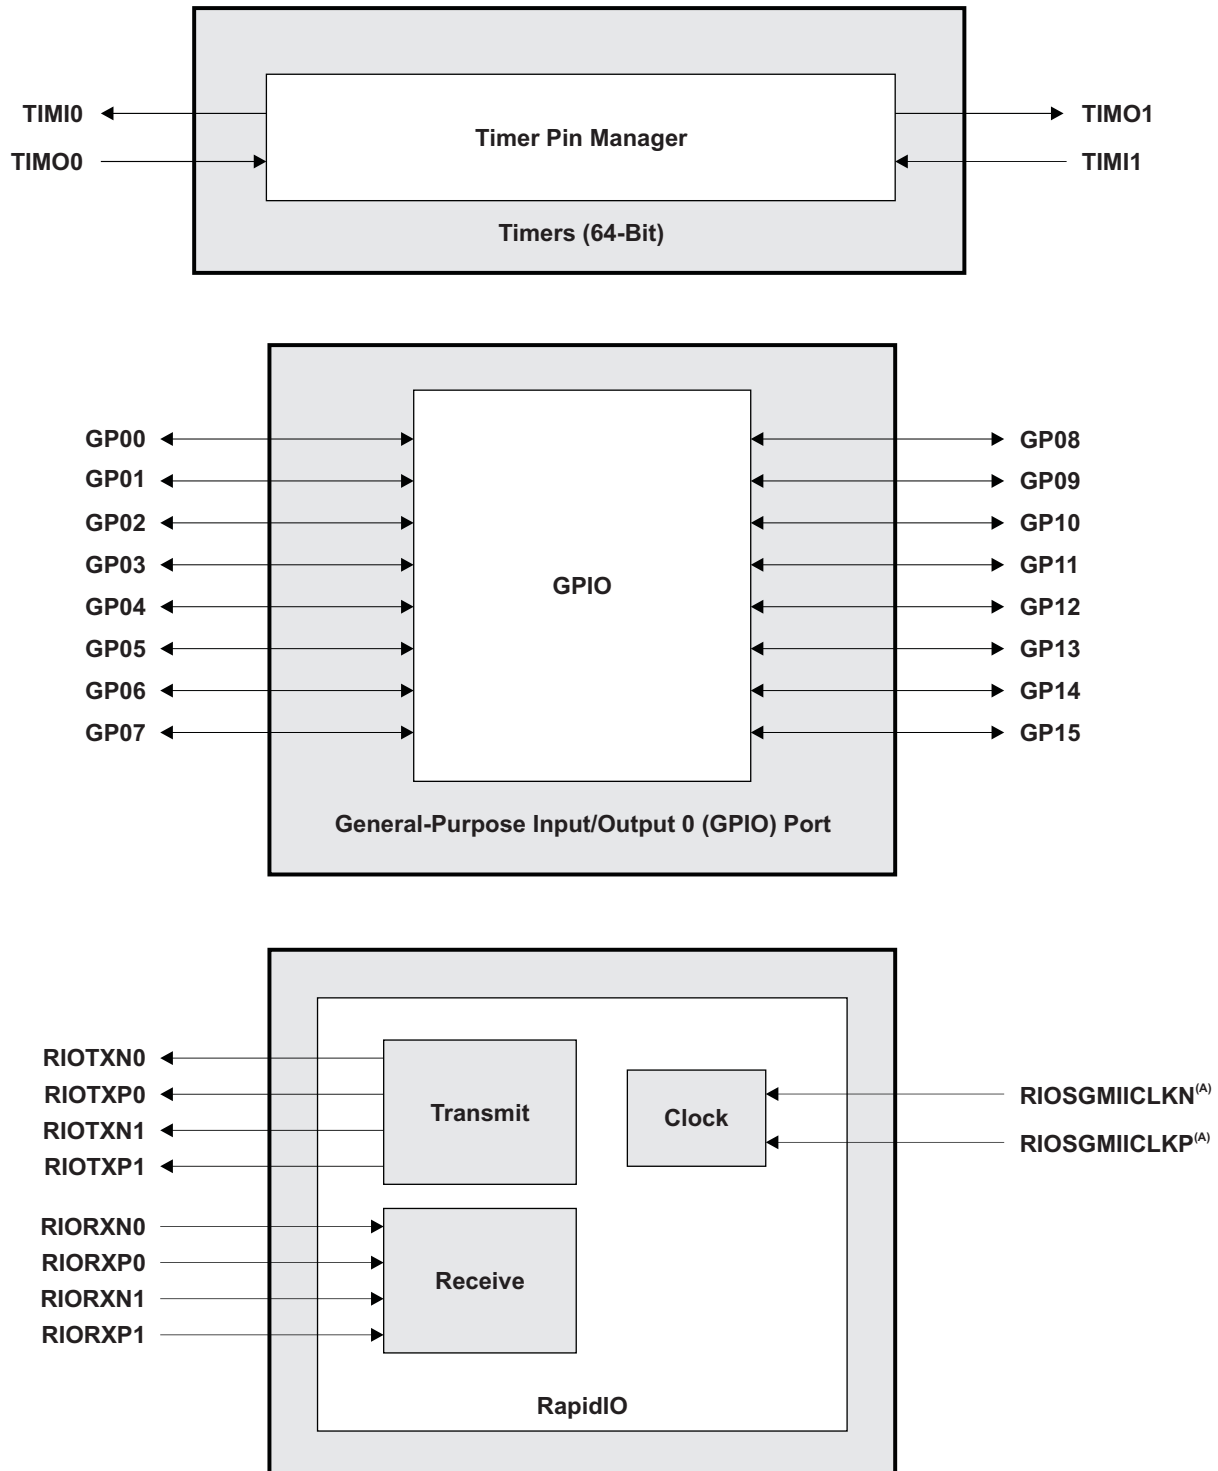 TIMI0
TIMO0
Timer Pin Manager
TIMO1
TIMI1
Timers (64-Bit)
GP00
GP01
GP02
GP03
GP04
GP05
GP06
GP07
GPIO
GP08
GP09
GP10
GP11
GP12
GP13
GP14
GP15
General-Purpose Input/Output 0 (GPIO) Port
RIOTXN0
RIOTXP0
RIOTXN1
RIOTXP1
Transmit
Clock
RIOSGMIICLKN(A)
RIOSGMIICLKP(A)
RIORXN0
RIORXP0
RIORXN1
RIORXP1
Receive
RapidIO